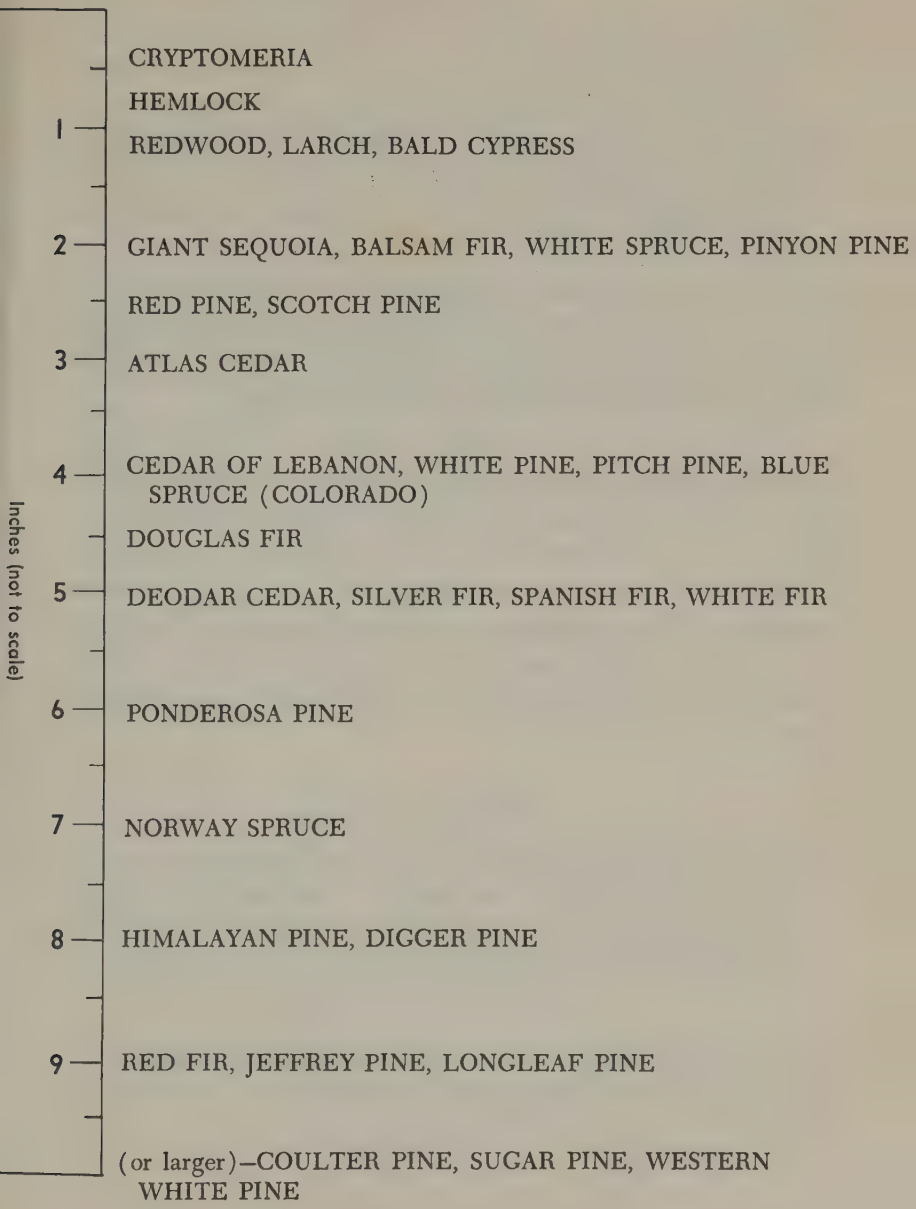 CRYPTOMERIA
HEMLOCK
1
REDWOOD, LARCH, BALD CYPRESS
2 GIANT SEQUOIA, BALSAM FIR, WHITE SPRUCE, PINYON PINE
RED PINE, SCOTCH PINE
3 ATLAS CEDAR
4 CEDAR OF LEBANON, WHITE PINE, PITCH PINE, BLUE
SPRUCE (COLORADO)
DOUGLAS FIR
5 DEODAR CEDAR, SILVER FIR, SPANISH FIR, WHITE FIR
Inches (not to scale)
6 PONDEROSA PINE
7 NORWAY SPRUCE
8 HIMALAYAN PINE, DIGGER PINE
9 RED FIR, JEFFREY PINE, LONGLEAF PINE
(or larger)–COULTER PINE, SUGAR PINE, WESTERN
WHITE PINE